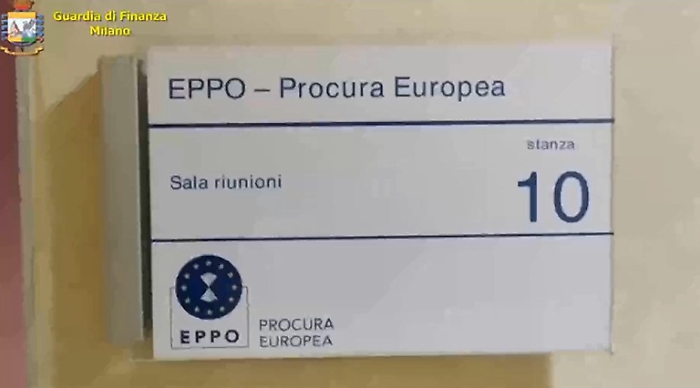 Guardia di Finanza
Milano
EPPO – Procura Europea
stanza
Sala riunioni
10
EPPO
PROCURA
EUROPEA